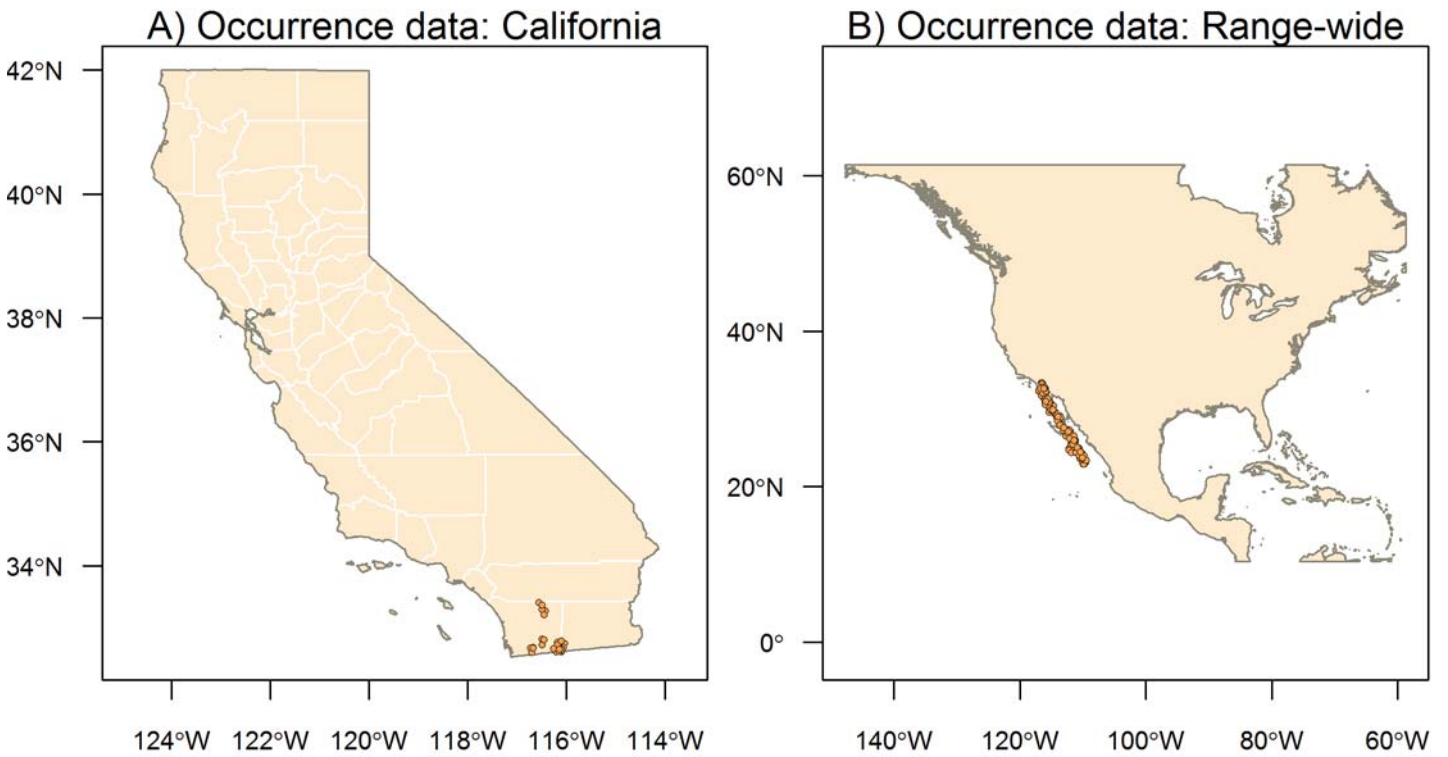 A) Occurrence data: California
42°N
40°N
38°N
36°N
34°N
124°W 122°W 120°W 118°W 116°W 114°W
B) Occurrence data: Range-wide
60°N
40°N
20°N
0°
140°W 120°W 100°W 80°W 60°W